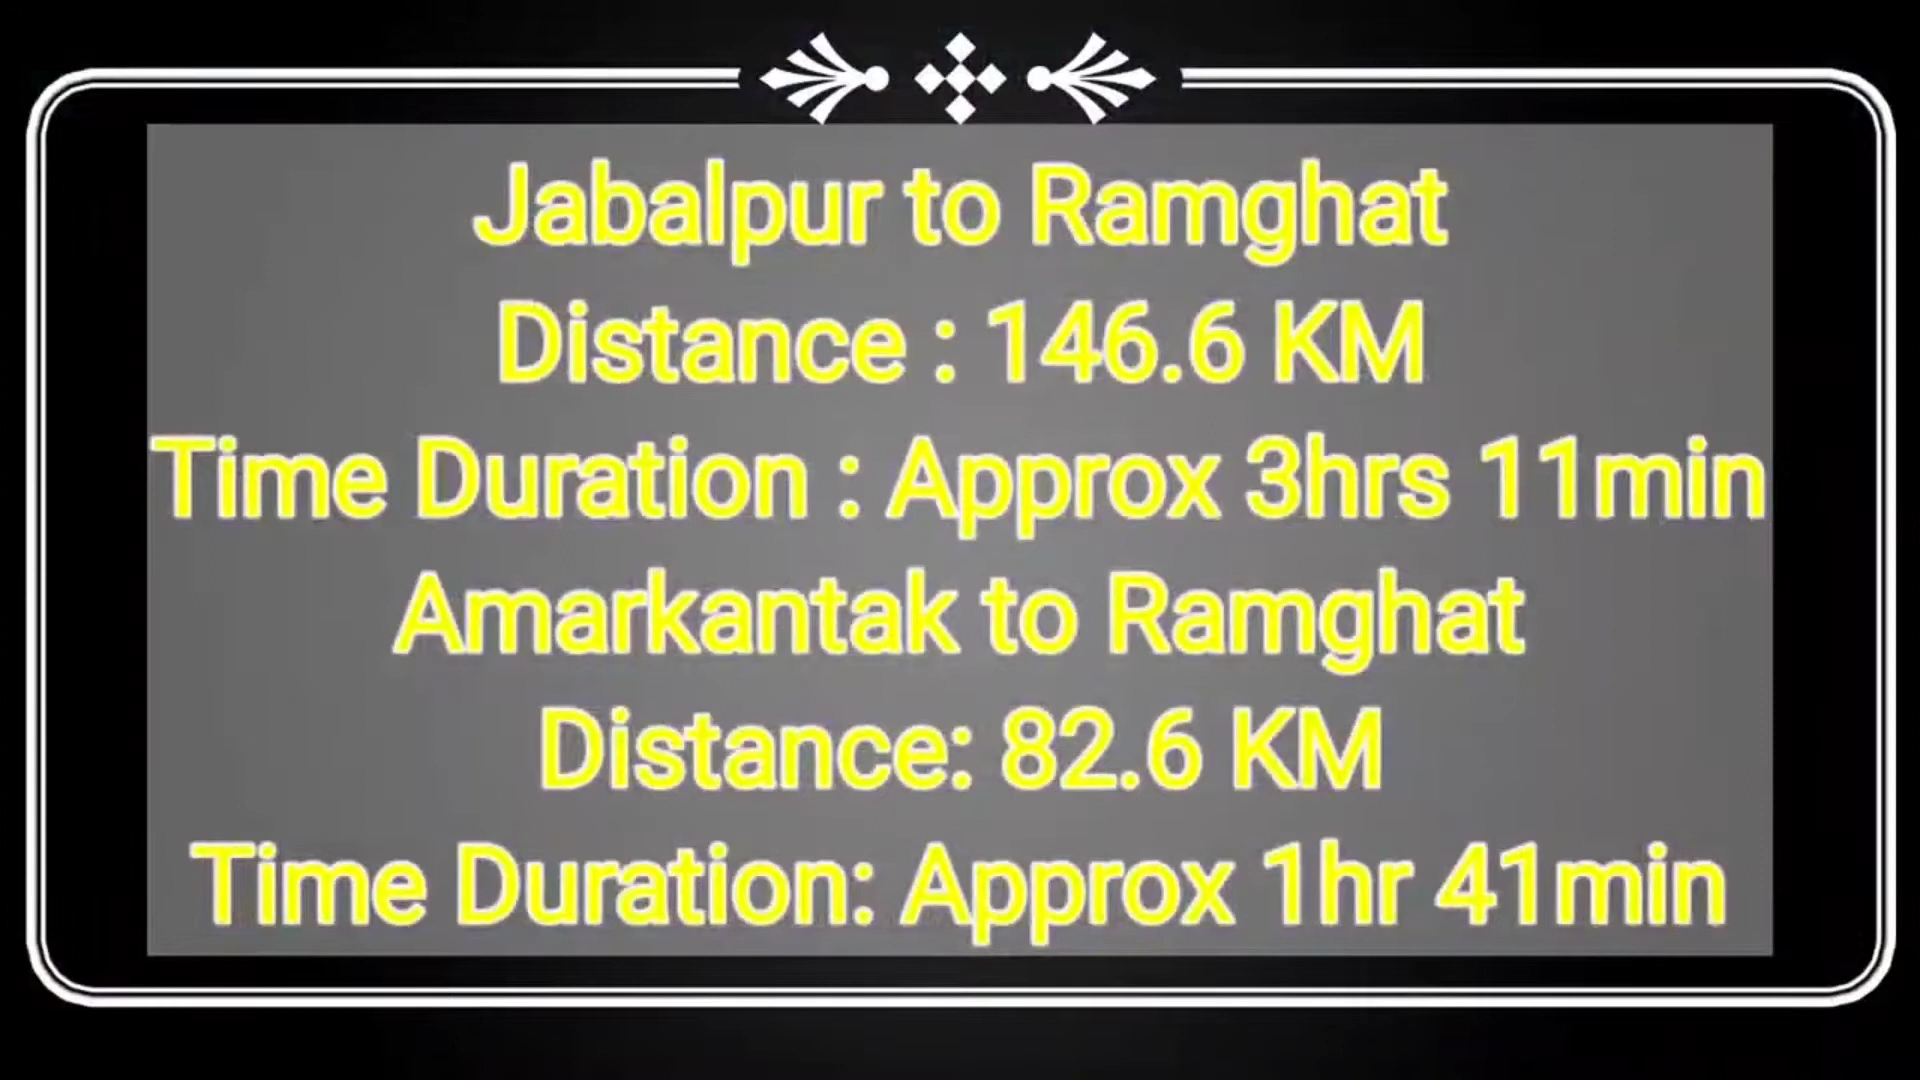 Jabalpur to Ramghat
Distance : 146.6 KM
Time Duration : Approx 3hrs 11min
Amarkantak to Ramghat
Distance: 82.6 KM
Time Duration: Approx 1hr 41min